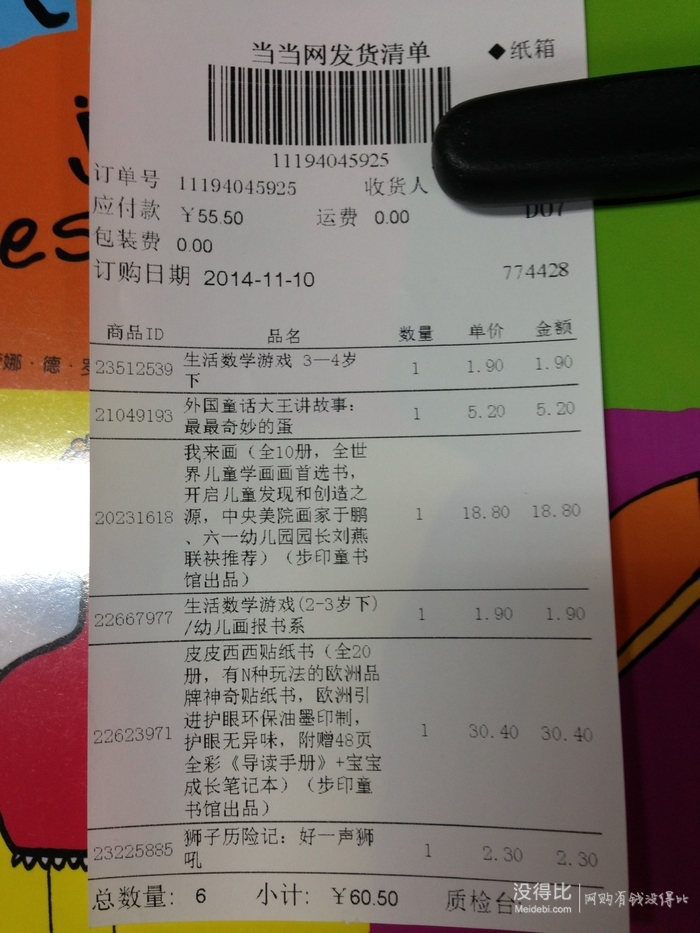 当当网发货清单 ◆纸箱
11194045925
订单号 11194045925 收货人
应付款 ￥55.50 运费 0.00 D07
包装费 0.00
订购日期 2014-11-10 774428
商品ID 品名 数量 单价 金额
23512539 生活数学游戏 3—4岁 1 1.90 1.90
下
21049193 外国童话大王讲故事： 1 5.20 5.20
最最奇妙的蛋
我来画（全10册，全世
界儿童学画画首选书，
开启儿童发现和创造之
20231618 源，中央美院画家于鹏 1 18.80 18.80
、六一幼儿园园长刘燕
联袂推荐）（步印童书
馆出品）
22667977 生活数学游戏(2-3岁下) 1 1.90 1.90
/幼儿画报书系
皮皮西西贴纸书（全20
册，有N种玩法的欧洲品
牌神奇贴纸书，欧洲引
进护眼环保油墨印制，
22623971 护眼无异味，附赠48页 1 30.40 30.40
全彩《导读手册》+宝宝
成长笔记本）（步印童
书馆出品）
23225885 狮子历险记：好一声狮 1 2.30 2.30
吼
总数量： 6 小计： ￥60.50 质检台
没得比 网购有钱没得比
Meidebi.com
es
娜·德·罗